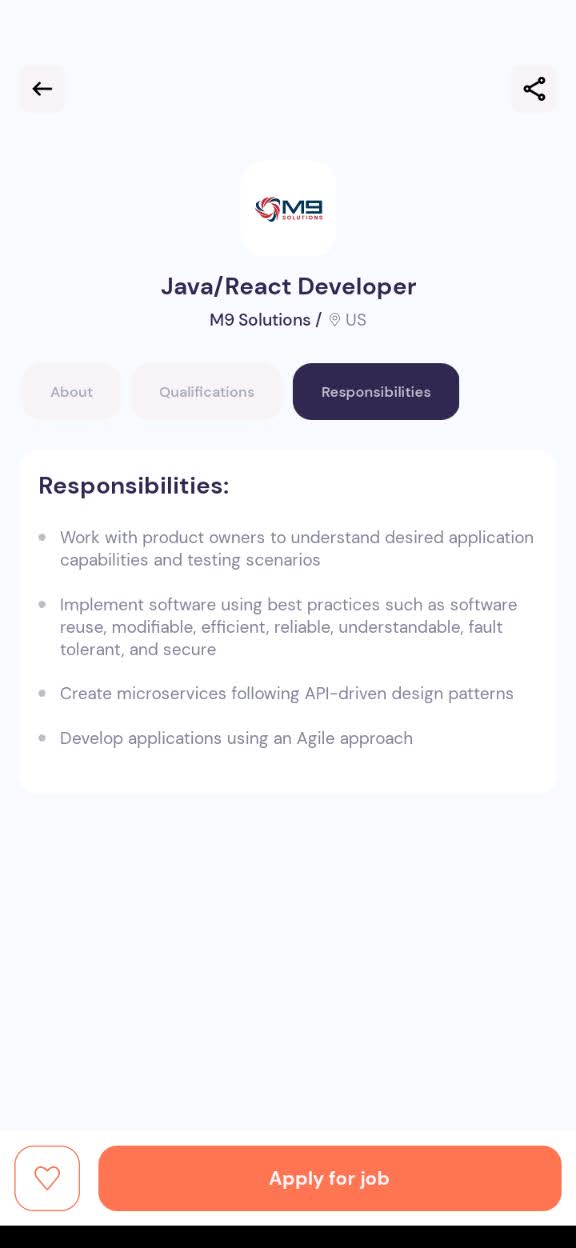 M9
SOLUTIONS
Java/React Developer
M9 Solutions / US
About
Qualifications
Responsibilities
Responsibilities:
Work with product owners to understand desired application
capabilities and testing scenarios
Implement software using best practices such as software
reuse, modifiable, efficient, reliable, understandable, fault
tolerant, and secure
Create microservices following API-driven design patterns
Develop applications using an Agile approach
Apply for job